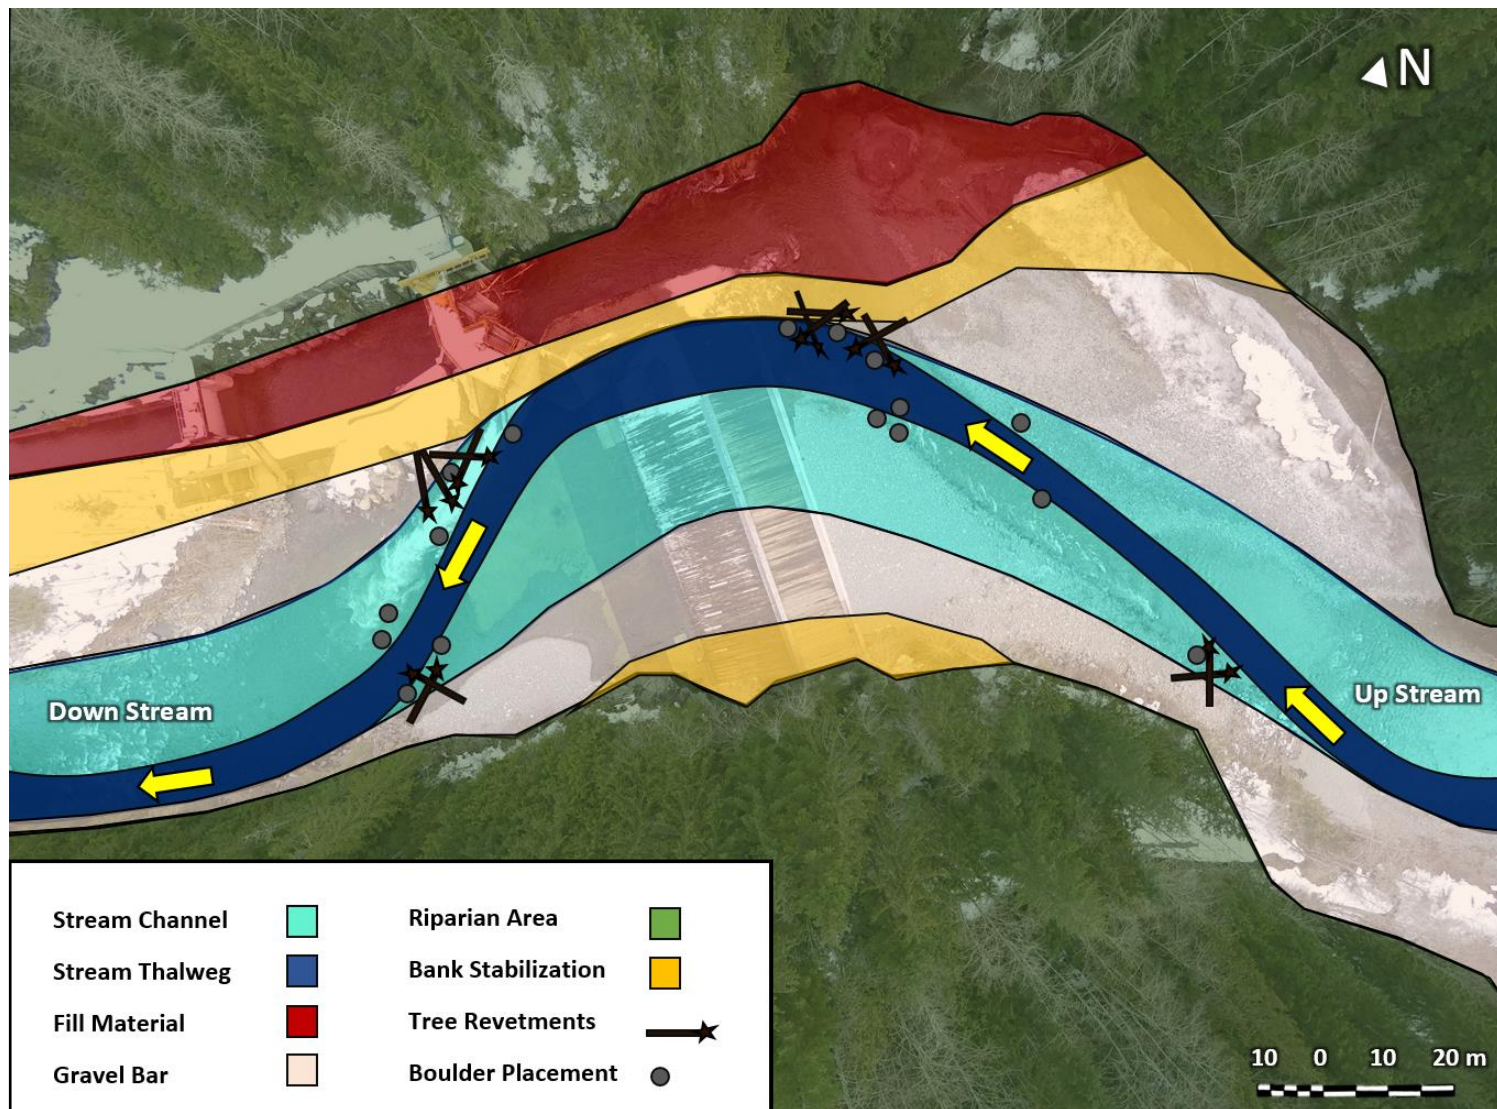 N
Down Stream
Up Stream
Stream Channel
Riparian Area
Stream Thalweg
Bank Stabilization
Fill Material
Tree Revetments
Gravel Bar
Boulder Placement
10 0 10 20 m